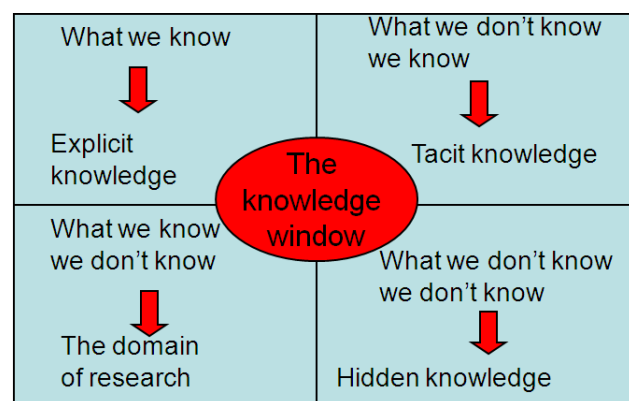 What we know
Explicit
knowledge
What we don't know
we know
Tacit knowledge
The
knowledge
window
What we know
we don't know
The domain
of research
What we don't know
we don't know
Hidden knowledge